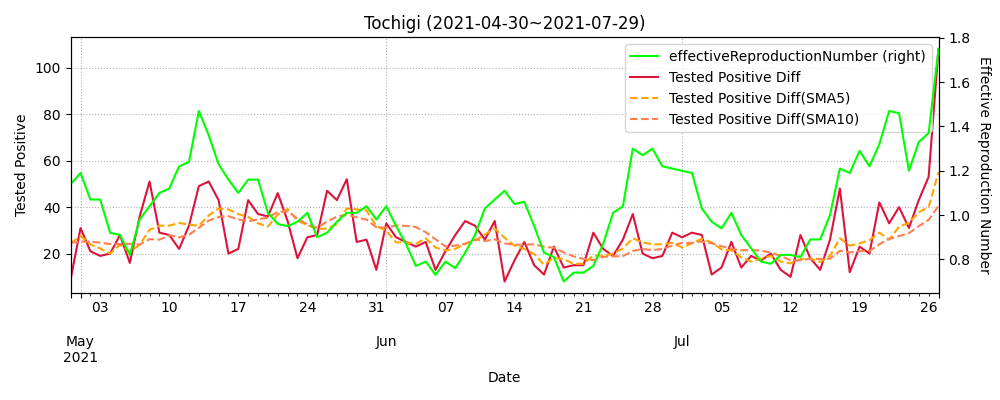 Tochigi (2021-04-30~2021-07-29)
effectiveReproductionNumber (right)
Tested Positive Diff
Tested Positive Diff(SMA5)
Tested Positive Diff(SMA10)
Tested Positive
100
80
60
40
20
1.8
1.6
1.4
1.2
1.0
0.8
Effective Reproduction Number
03 10 17 24 31 07 14 21 28 05 12 19 26
May Jun Jul
2021
Date